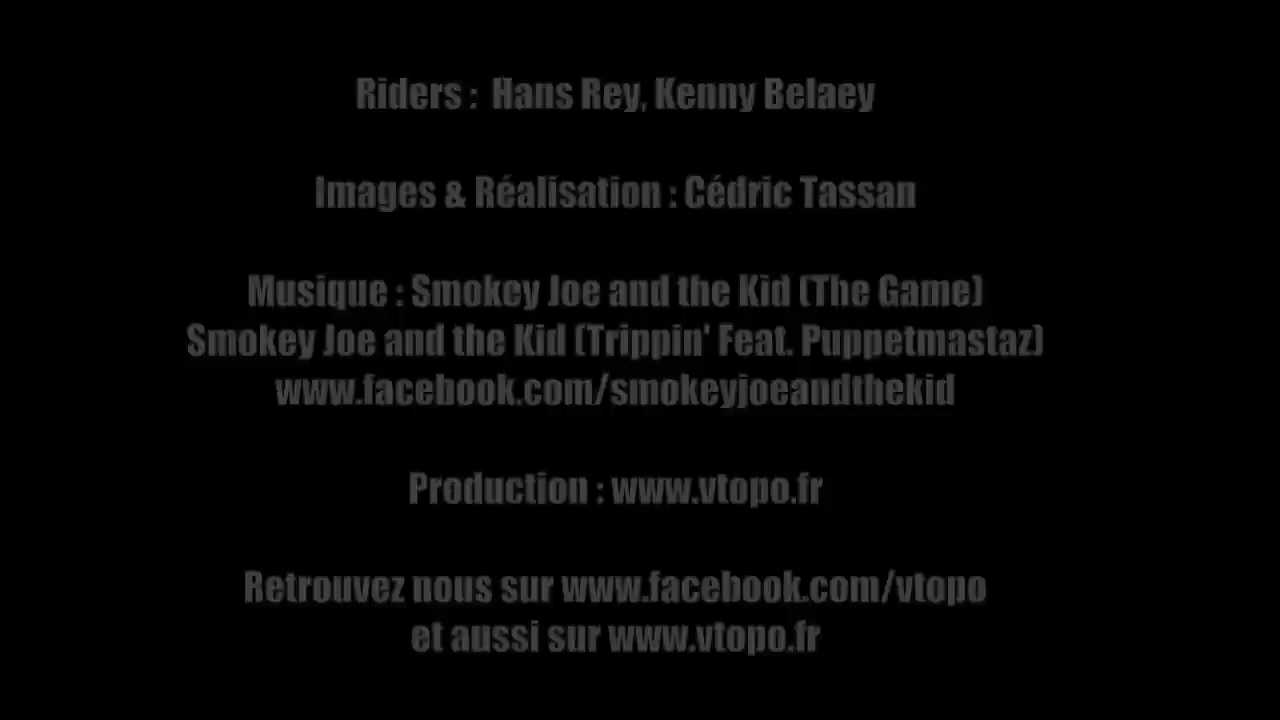 Riders :  Hans Rey, Kenny Belaey
Images & Réalisation : Cédric Tassan
Musique : Smokey Joe and the Kid (The Game)
Smokey Joe and the Kid (Trippin' Feat. Puppetmastaz)
www.facebook.com/smokeyjoeandthekid
Production : www.vtopo.fr
Retrouvez nous sur www.facebook.com/vtopo
et aussi sur www.vtopo.fr